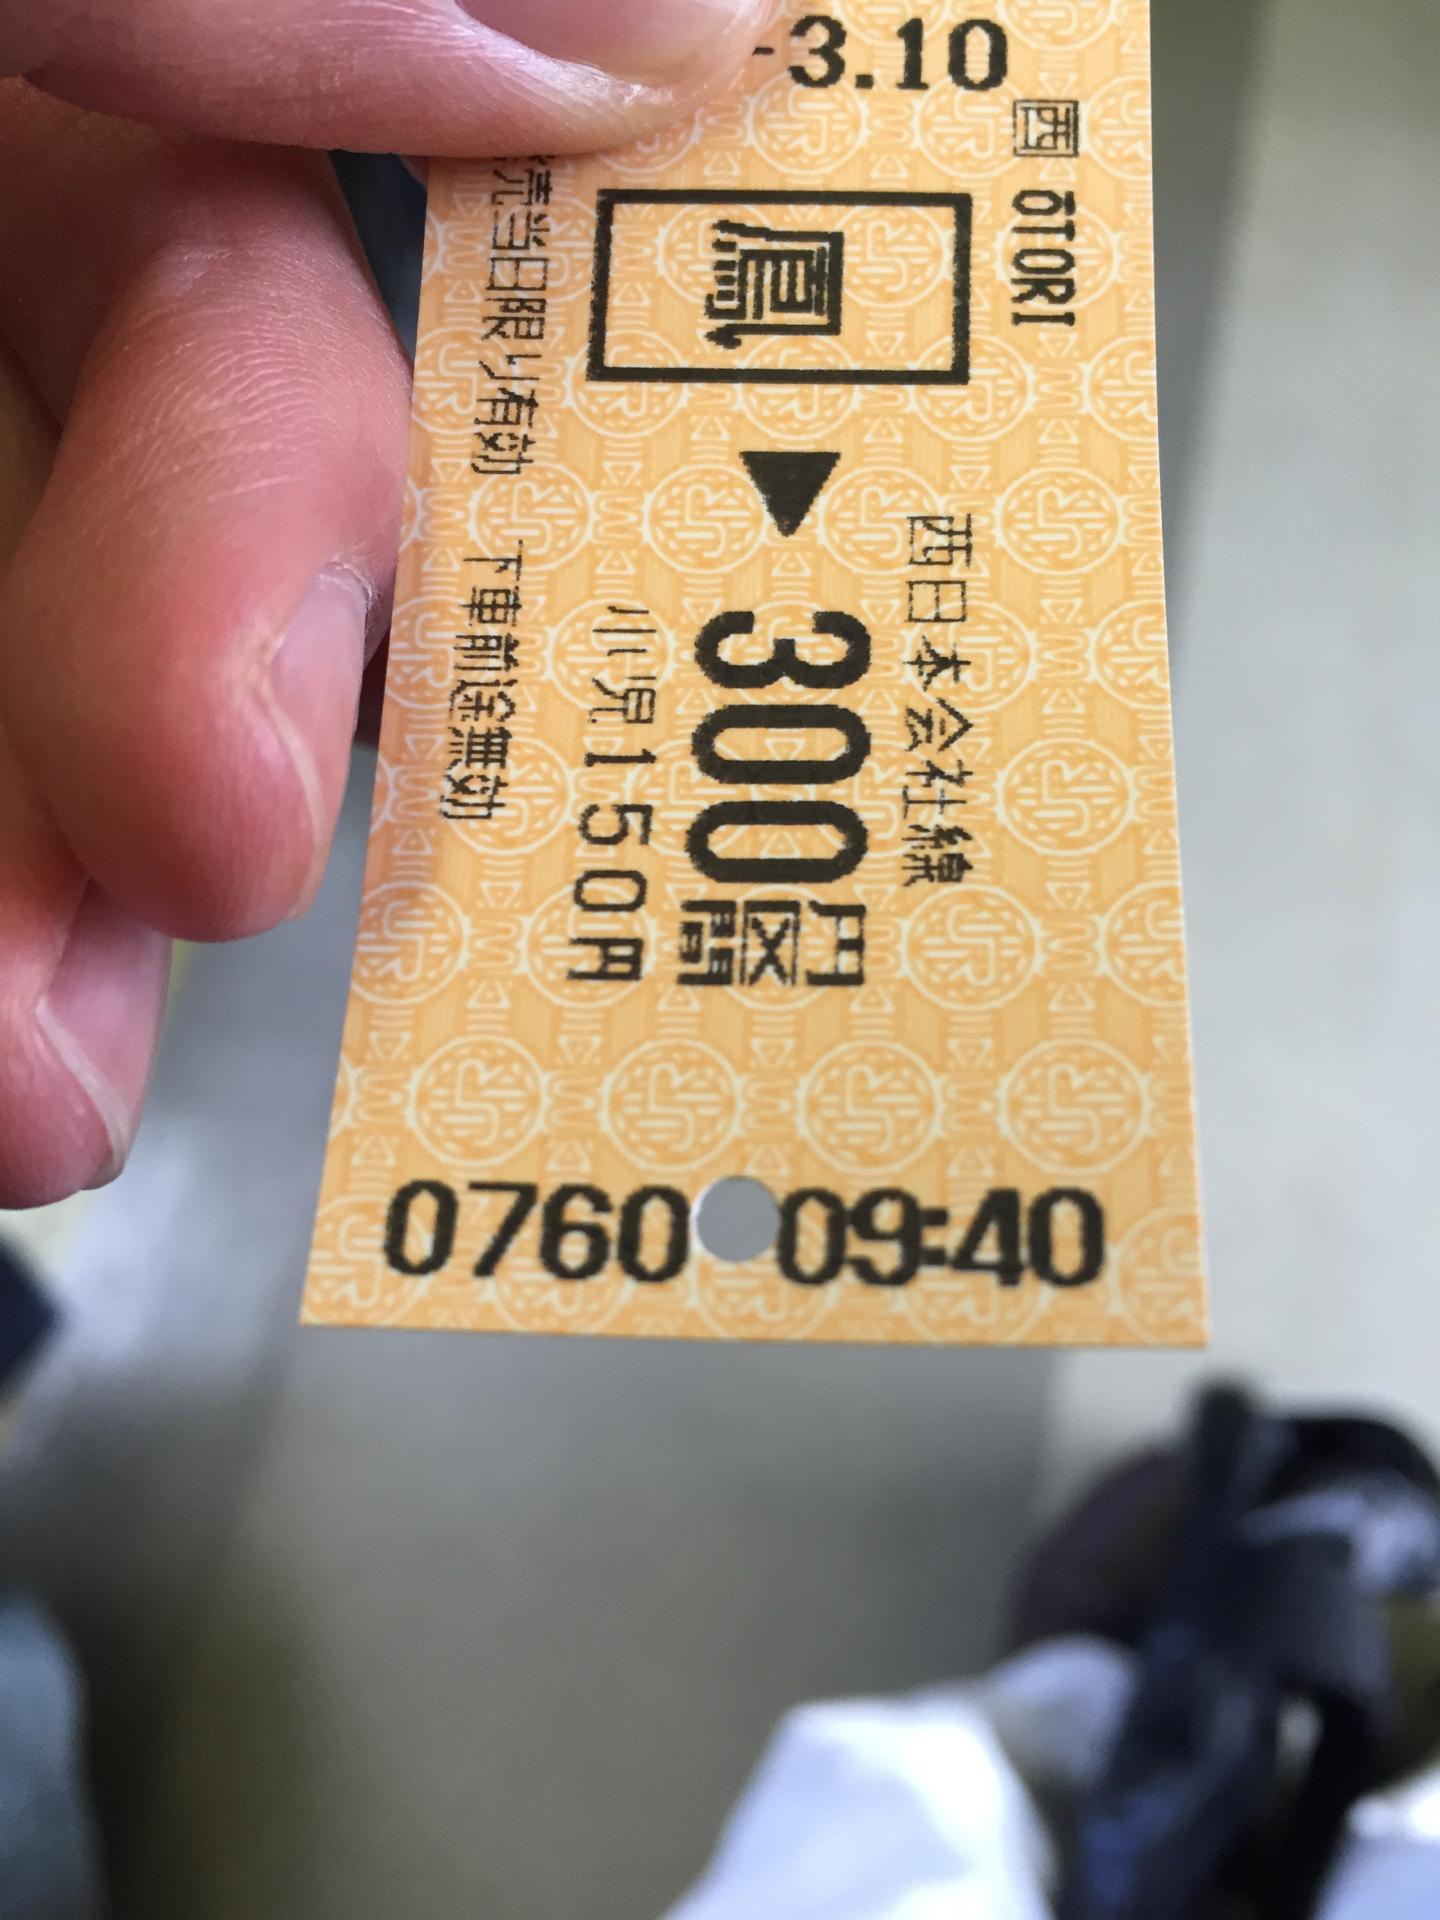 -3.10
西 ŌTORI
鳳
西日本会社線
▶ 300円区間
小児150円
売当日限り有効 下車前途無効
0760 09:40